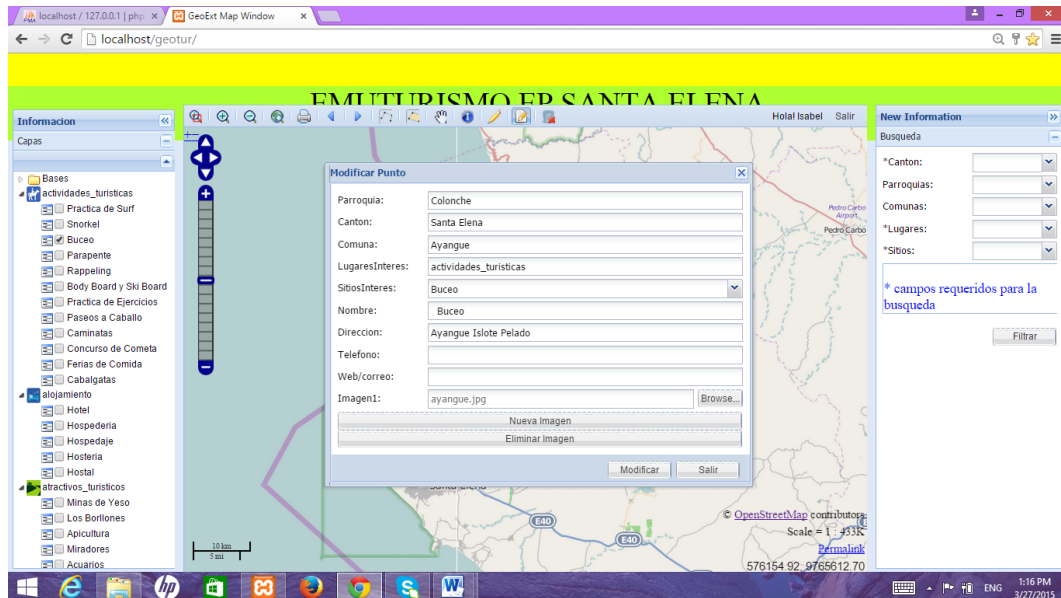 localhost / 127.0.0.1 | php
GeoExt Map Window
localhost/geotur/
EMUTURISMO EP SANTA ELENA
Informacion
Capas
Bases
actividades_turisticas
Practica de Surf
Snorkel
Buceo
Parapente
Rappeling
Body Board y Ski Board
Practica de Ejercicios
Paseos a Caballo
Caminatas
Concurso de Cometa
Ferias de Comida
Cabalgatas
alojamiento
Hotel
Hospederia
Hospedaje
Hosteria
Hostal
atractivos_turisticos
Minas de Yeso
Los Borllones
Apicultura
Miradores
Acuarios
Hola! Isabel Salir
Modificar Punto
Parroquia: Colonche
Canton: Santa Elena
Comuna: Ayangue
LugaresInteres: actividades_turisticas
SitiosInteres: Buceo
Nombre: Buceo
Direccion: Ayangue Islote Pelado
Telefono:
Web/correo:
Imagen1: ayangue.jpg Browse...
Nueva Imagen
Eliminar Imagen
Modificar Salir
Pedro Carbo
Airport
Pedro Carbo
Santa Elena
E40
E40
10 km
5 mi
© OpenStreetMap contributors
Scale = 1 : 433K
Permalink
576154.92, 9765612.70
New Information
Busqueda
*Canton:
Parroquias:
Comunas:
*Lugares:
*Sitios:
* campos requeridos para la
busqueda
Filtrar
ENG
1:16 PM
3/27/2015